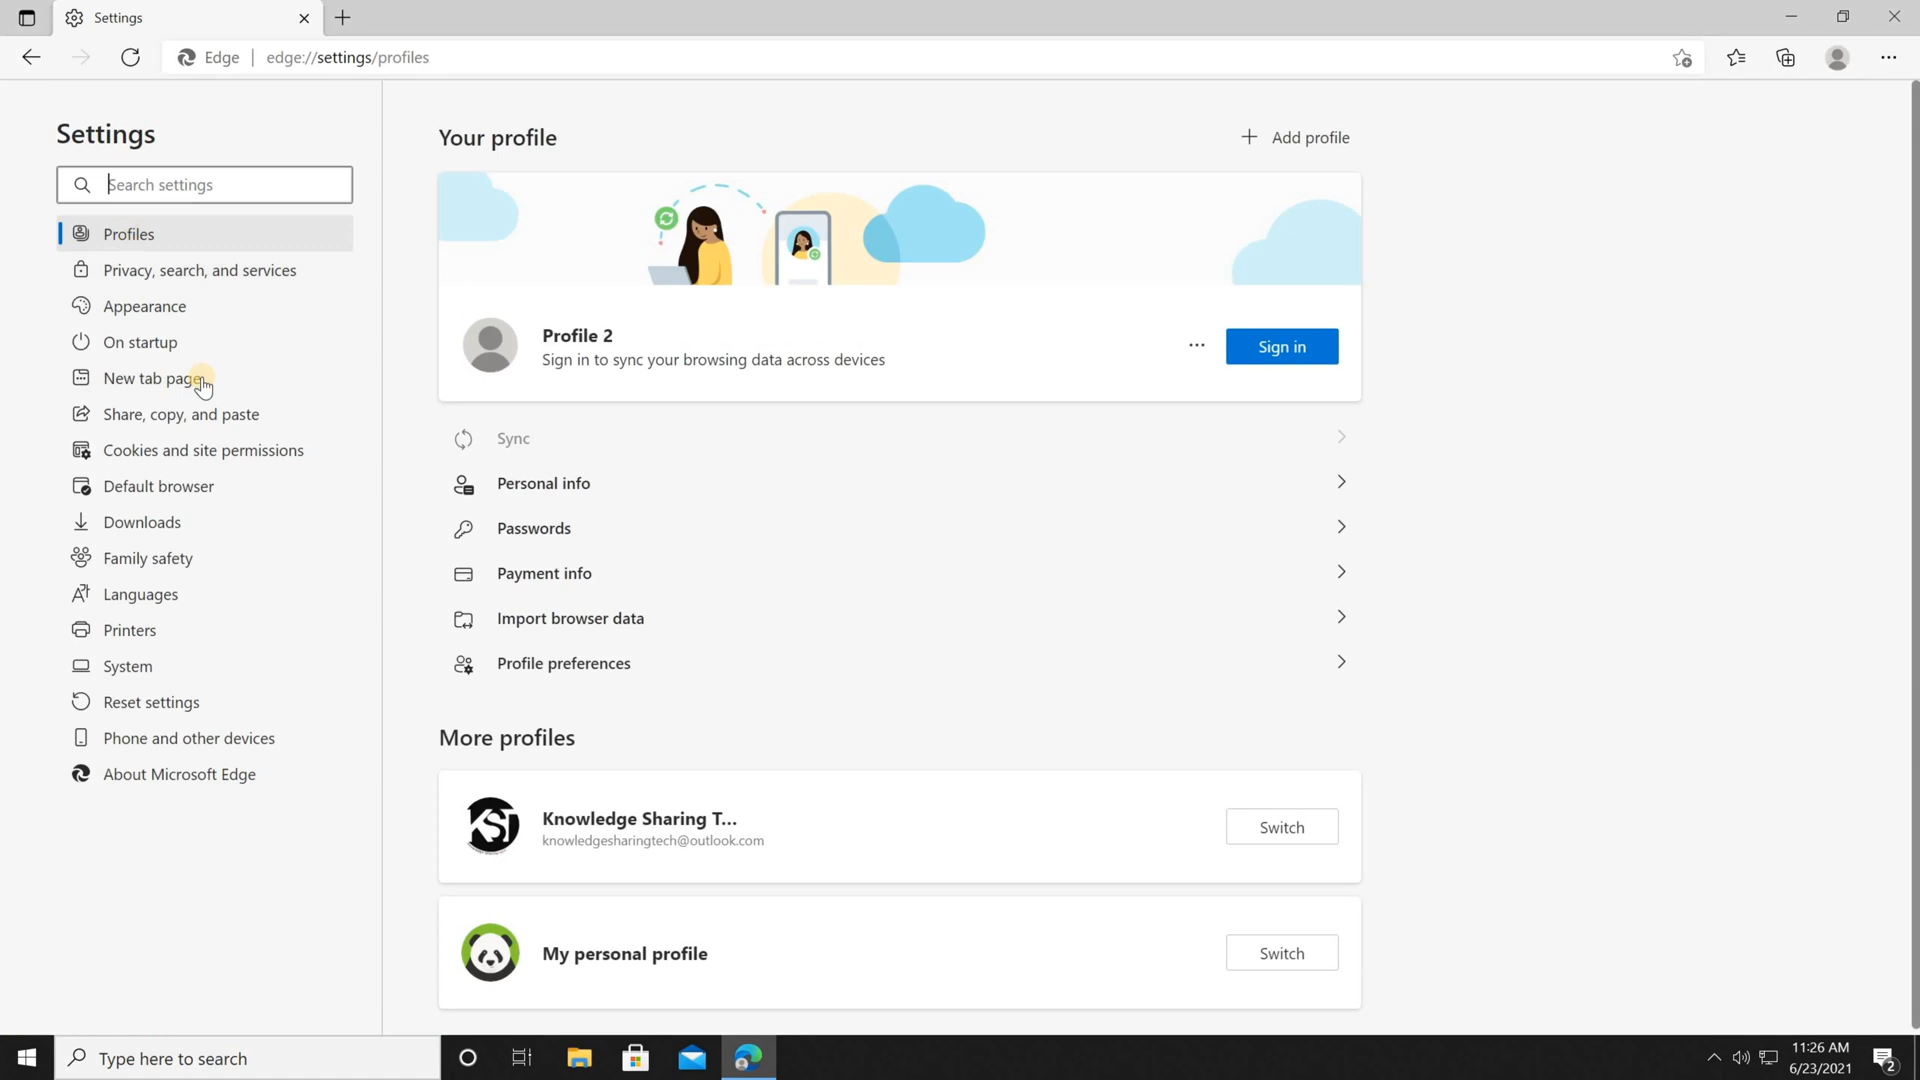 Settings
Edge
edge://settings/profiles
Settings
Search settings
Profiles
Privacy, search, and services
Appearance
On startup
New tab page
Share, copy, and paste
Cookies and site permissions
Default browser
Downloads
Family safety
Languages
Printers
System
Reset settings
Phone and other devices
About Microsoft Edge
Your profile
Add profile
Profile 2
Sign in to sync your browsing data across devices
Sign in
Sync
Personal info
Passwords
Payment info
Import browser data
Profile preferences
More profiles
KST
Knowledge Sharing T...
knowledgesharingtech@outlook.com
Switch
My personal profile
Switch
Type here to search
11:26 AM
6/23/2021
2